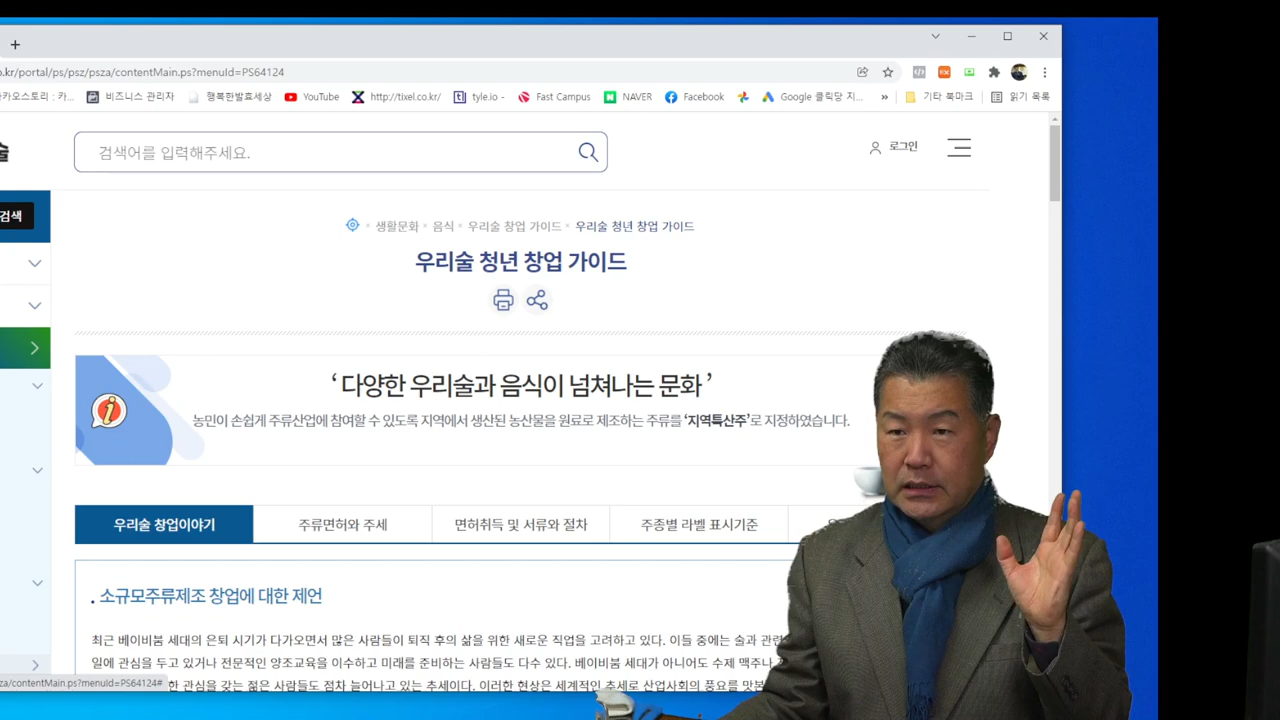 .kr/portal/ps/psz/psza/contentMain.ps?menuId=PS64124
카오스토리 : 카... 비즈니스 관리자 행복한발효세상 YouTube http://tixel.co.kr/ tyle.io - Fast Campus NAVER Facebook Google 클릭당 지... » 기타 북마크 읽기 목록
술
검색어를 입력해주세요.
로그인
검색
생활문화 × 음식 × 우리술 창업 가이드 × 우리술 청년 창업 가이드
우리술 청년 창업 가이드
‘ 다양한 우리술과 음식이 넘쳐나는 문화 ’
농민이 손쉽게 주류산업에 참여할 수 있도록 지역에서 생산된 농산물을 원료로 제조하는 주류를 ‘지역특산주’로 지정하였습니다.
우리술 창업이야기 주류면허와 주세 면허취득 및 서류와 절차 주종별 라벨 표시기준
. 소규모주류제조 창업에 대한 제언
최근 베이비붐 세대의 은퇴 시기가 다가오면서 많은 사람들이 퇴직 후의 삶을 위한 새로운 직업을 고려하고 있다. 이들 중에는 술과 관련
일에 관심을 두고 있거나 전문적인 양조교육을 이수하고 미래를 준비하는 사람들도 다수 있다. 베이비붐 세대가 아니어도 수제 맥주나
한 관심을 갖는 젊은 사람들도 점차 늘어나고 있는 추세이다. 이러한 현상은 세계적인 추세로 산업사회의 풍요를 맛본
za/contentMain.ps?menuId=PS64124#